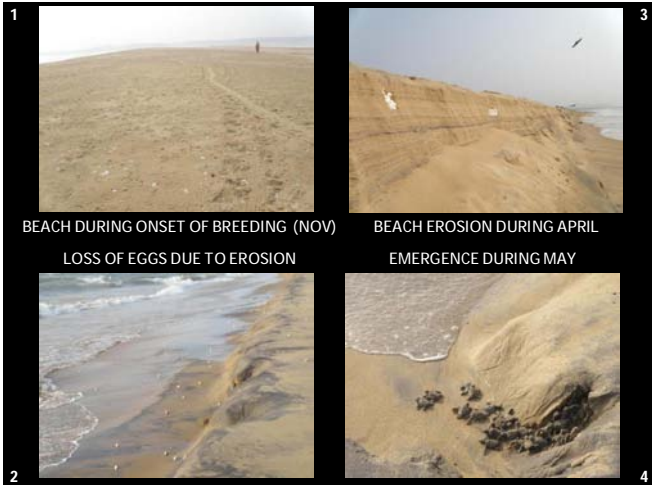 1
3
BEACH DURING ONSET OF BREEDING (NOV)
BEACH EROSION DURING APRIL
LOSS OF EGGS DUE TO EROSION
EMERGENCE DURING MAY
2
4